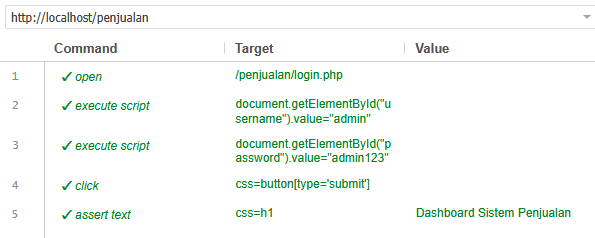 http://localhost/penjualan
Command Target Value
1 ✓ open /penjualan/login.php
2 ✓ execute script document.getElementById("u
sername").value="admin"
3 ✓ execute script document.getElementById("p
assword").value="admin123"
4 ✓ click css=button[type='submit']
5 ✓ assert text css=h1 Dashboard Sistem Penjualan